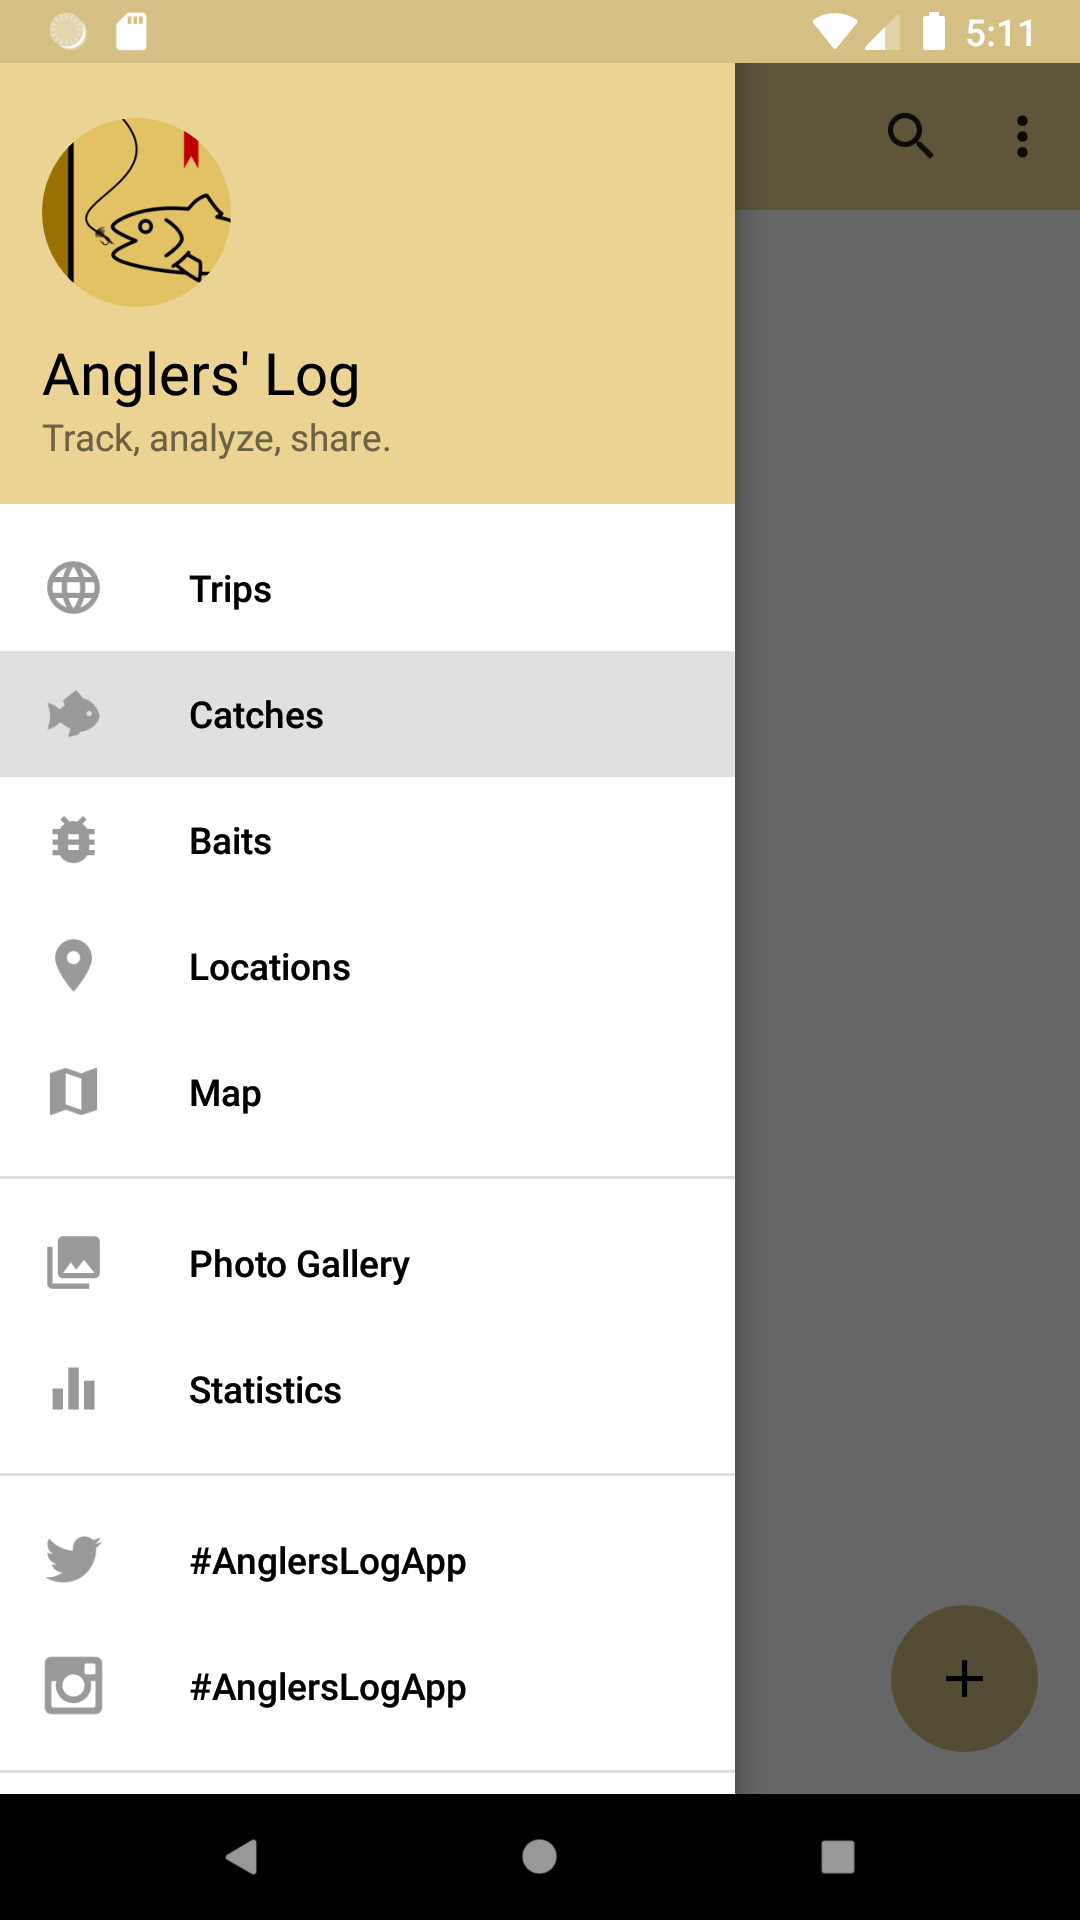 5:11
Anglers' Log
Track, analyze, share.
Trips
Catches
Baits
Locations
Map
Photo Gallery
Statistics
#AnglersLogApp
#AnglersLogApp